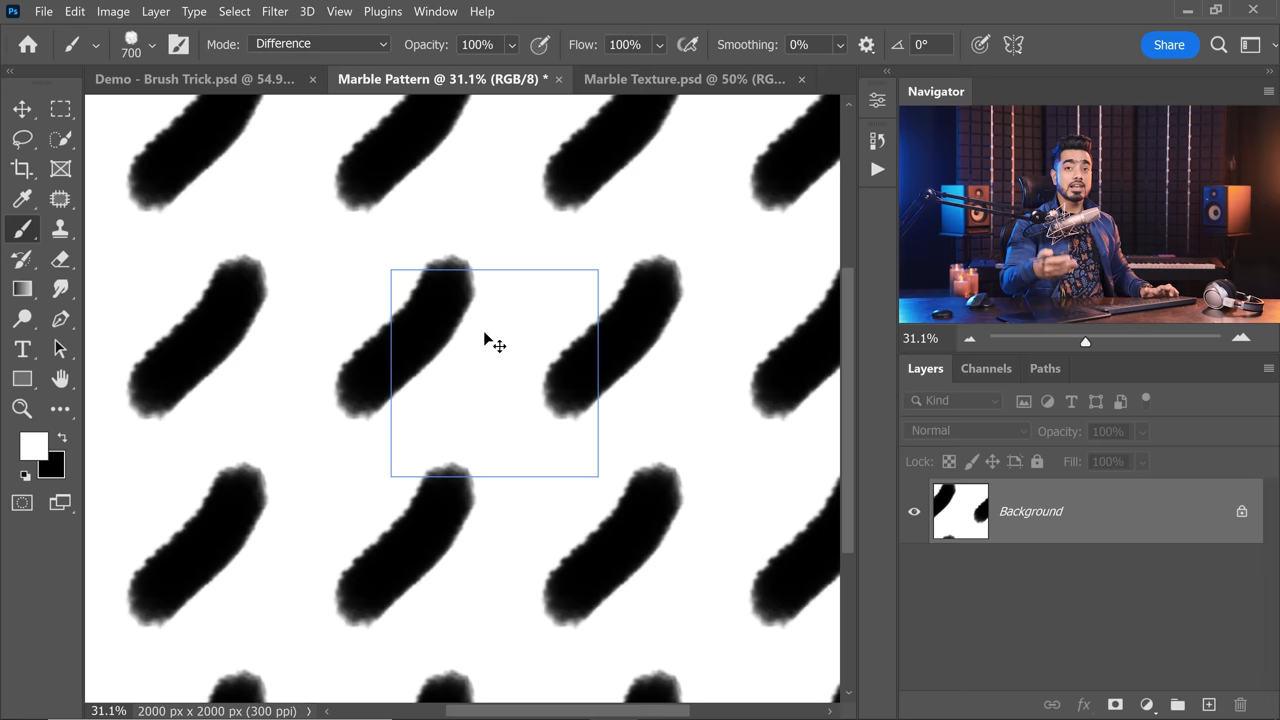 Ps File Edit Image Layer Type Select Filter 3D View Plugins Window Help
700 Mode: Difference Opacity: 100% Flow: 100% Smoothing: 0% 0° Share
Demo - Brush Trick.psd @ 54.9... × Marble Pattern @ 31.1% (RGB/8) * × Marble Texture.psd @ 50% (RG... ×
Navigator
31.1%
Layers Channels Paths
Kind
Normal Opacity: 100%
Lock: Fill: 100%
Background
fx
31.1% 2000 px x 2000 px (300 ppi)